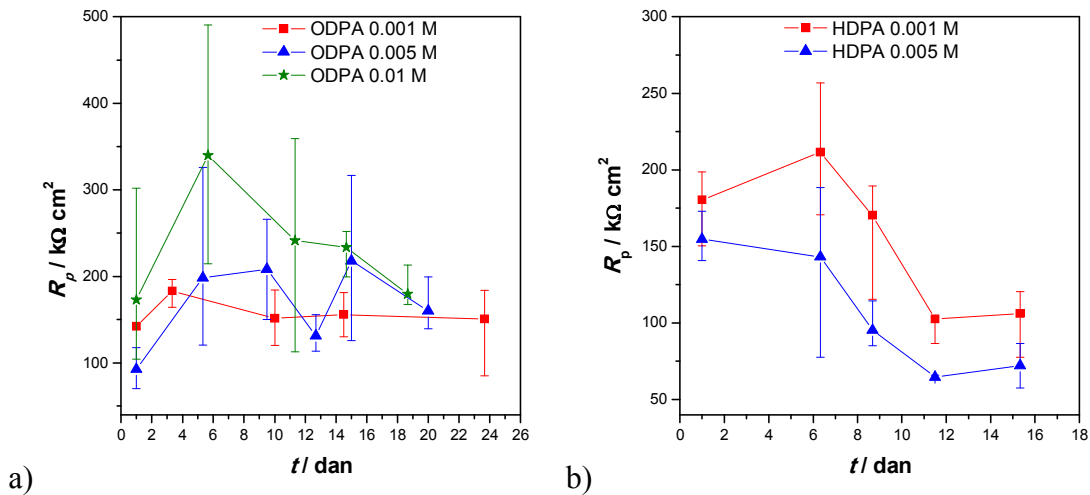 ODPA 0.001 M
ODPA 0.005 M
ODPA 0.01 M
500
400
300
200
100
0 2 4 6 8 10 12 14 16 18 20 22 24 26
R_p / kΩ cm²
t / dan
a)
HDPA 0.001 M
HDPA 0.005 M
300
250
200
150
100
50
0 2 4 6 8 10 12 14 16 18
R_p / kΩ cm²
t / dan
b)